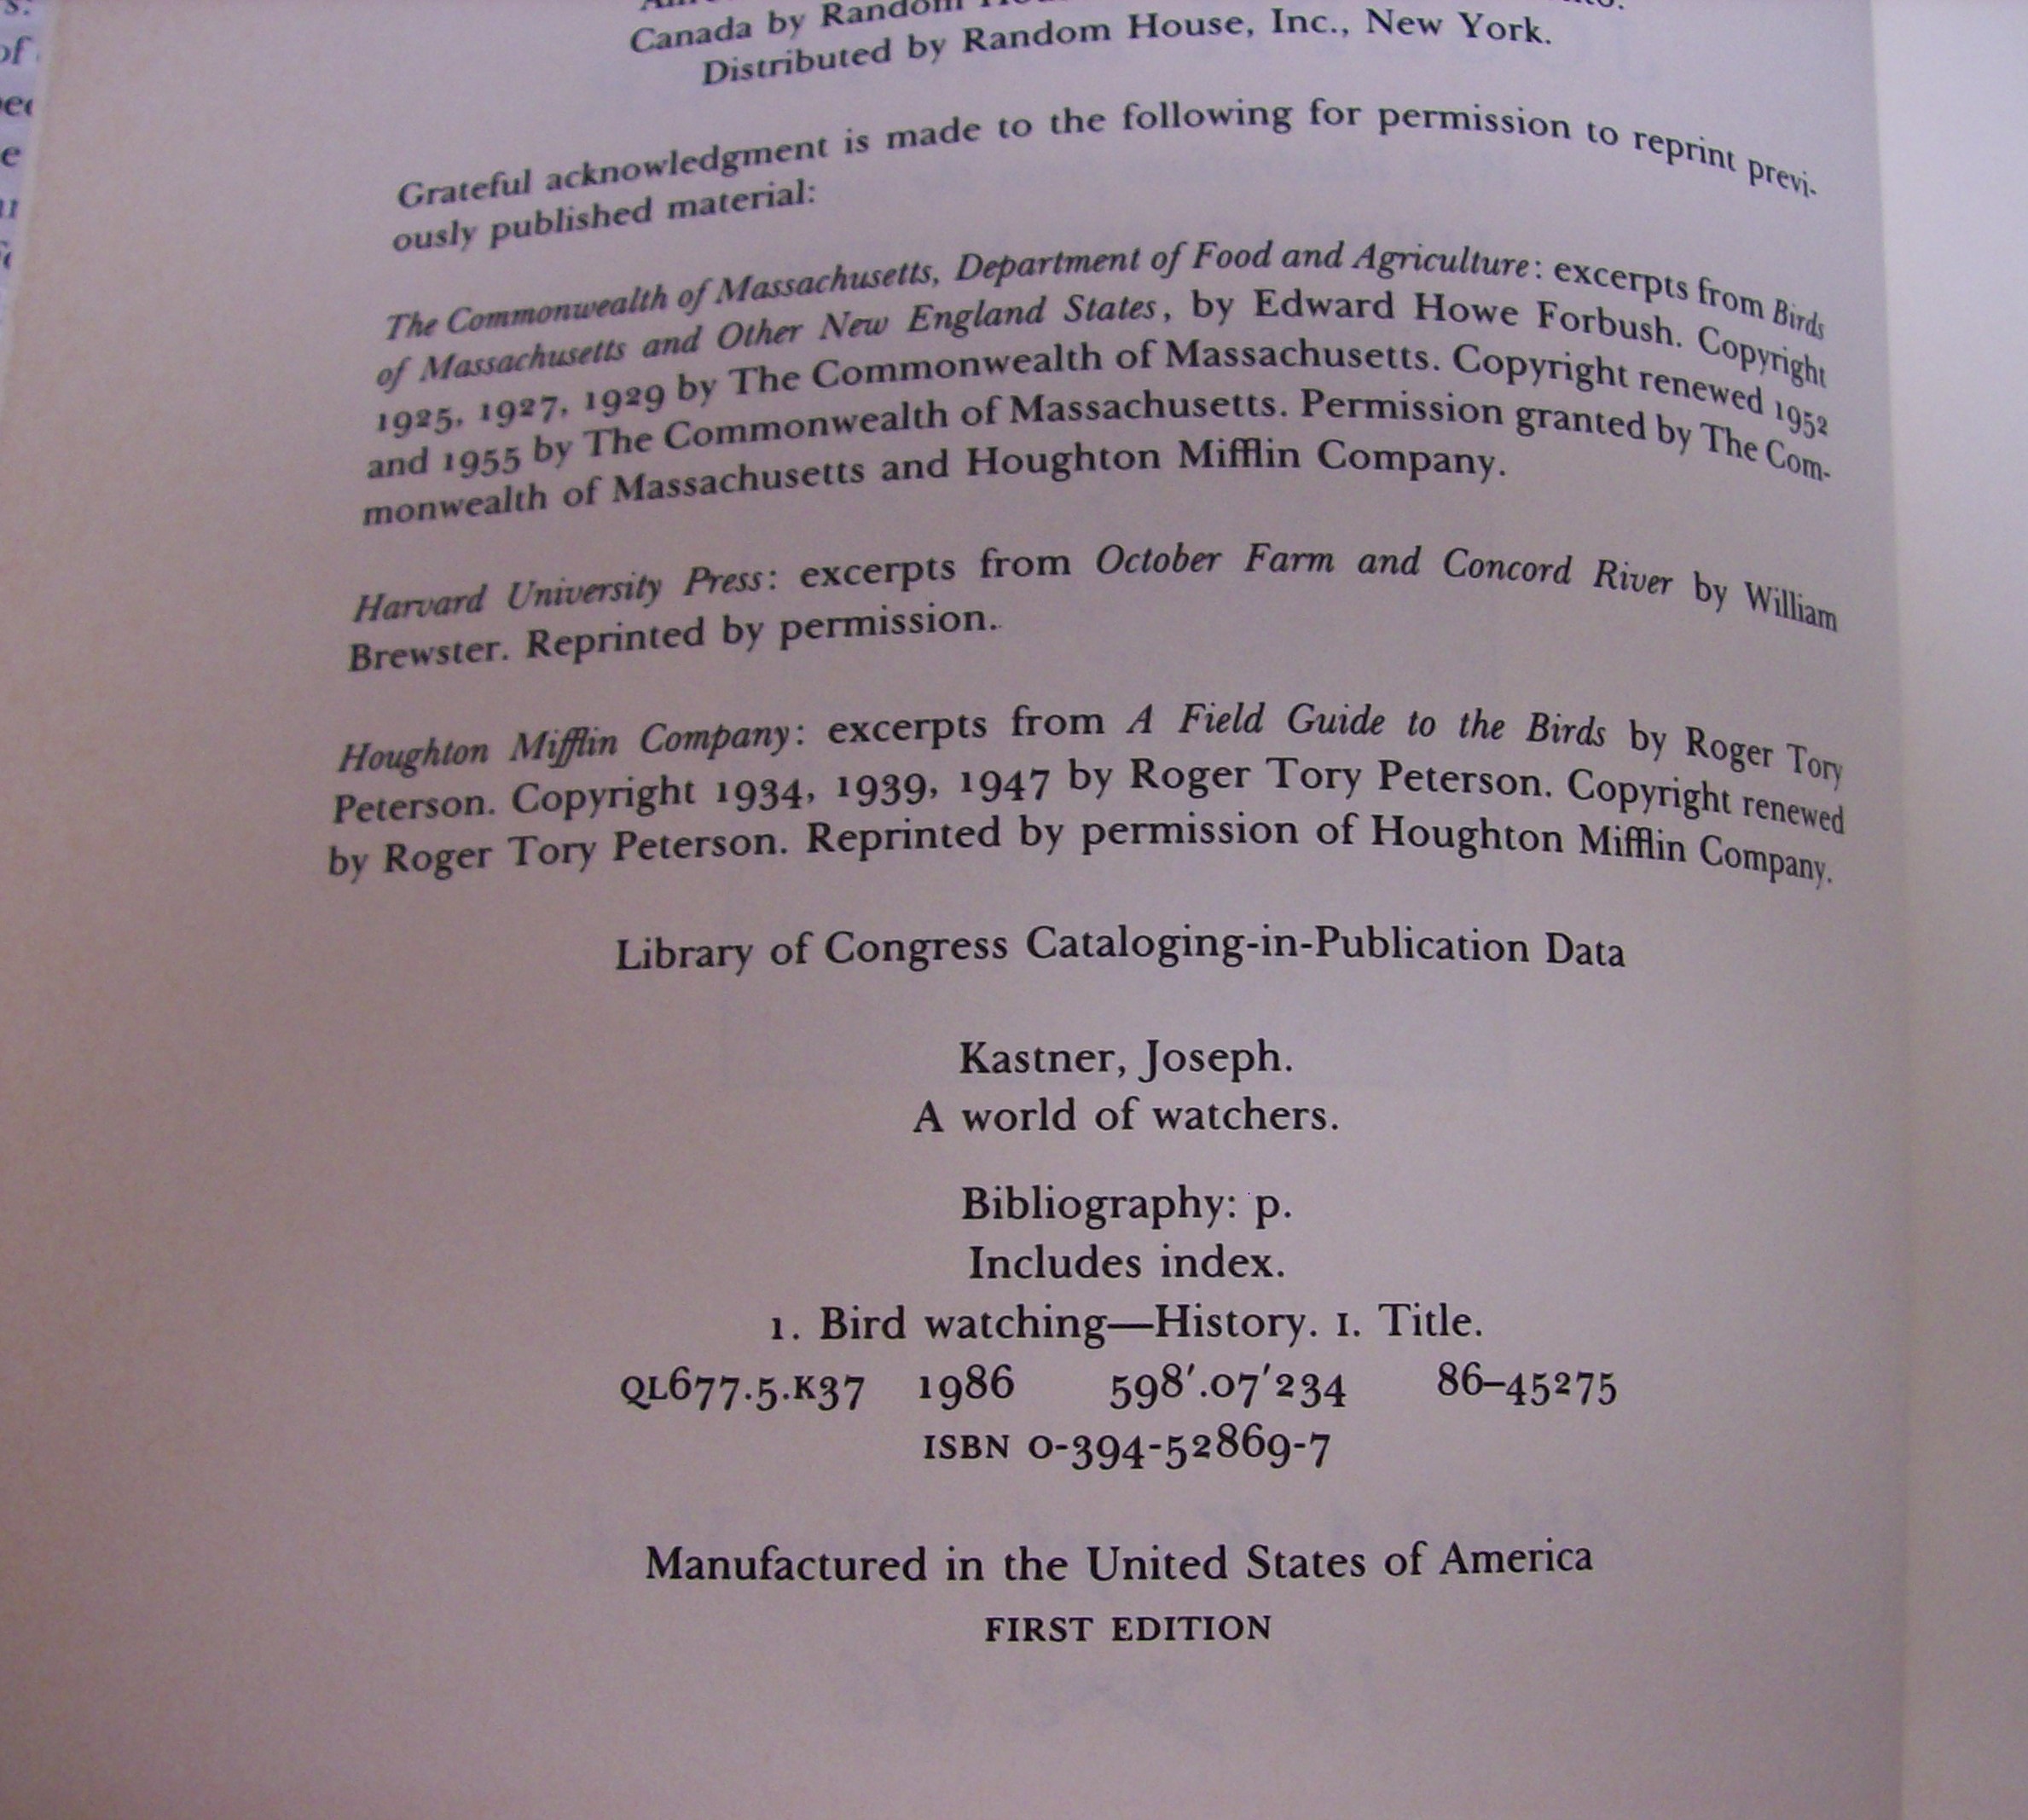 Canada by Random
Distributed by Random House, Inc., New York.
Grateful acknowledgment is made to the following for permission to reprint previ-
ously published material:
The Commonwealth of Massachusetts, Department of Food and Agriculture: excerpts from Birds
of Massachusetts and Other New England States, by Edward Howe Forbush. Copyright
1925, 1927, 1929 by The Commonwealth of Massachusetts. Copyright renewed 1952
and 1955 by The Commonwealth of Massachusetts. Permission granted by The Com-
monwealth of Massachusetts and Houghton Mifflin Company.
Harvard University Press: excerpts from October Farm and Concord River by William
Brewster. Reprinted by permission.
Houghton Mifflin Company: excerpts from A Field Guide to the Birds by Roger Tory
Peterson. Copyright 1934, 1939, 1947 by Roger Tory Peterson. Copyright renewed
by Roger Tory Peterson. Reprinted by permission of Houghton Mifflin Company.
Library of Congress Cataloging-in-Publication Data
Kastner, Joseph.
A world of watchers.
Bibliography: p.
Includes index.
1. Bird watching—History. I. Title.
QL677.5.K37 1986 598'.07'234 86–45275
ISBN 0-394-52869-7
Manufactured in the United States of America
FIRST EDITION